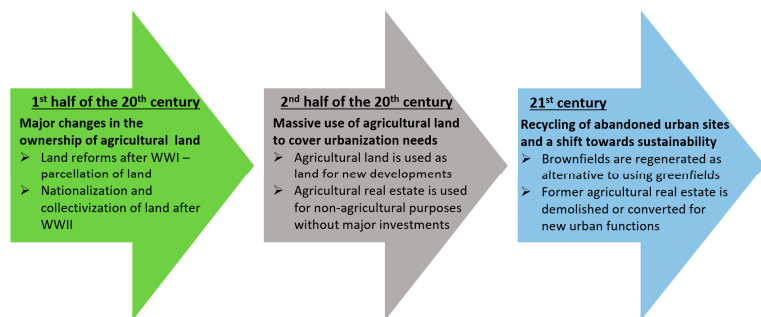 1st half of the 20th century
Major changes in the
ownership of agricultural land
➢ Land reforms after WWI –
parcellation of land
➢ Nationalization and
collectivization of land after
WWII
2nd half of the 20th century
Massive use of agricultural land
to cover urbanization needs
➢ Agricultural land is used as
land for new developments
➢ Agricultural real estate is used
for non-agricultural purposes
without major investments
21st century
Recycling of abandoned urban sites
and a shift towards sustainability
➢ Brownfields are regenerated as
alternative to using greenfields
➢ Former agricultural real estate is
demolished or converted for
new urban functions